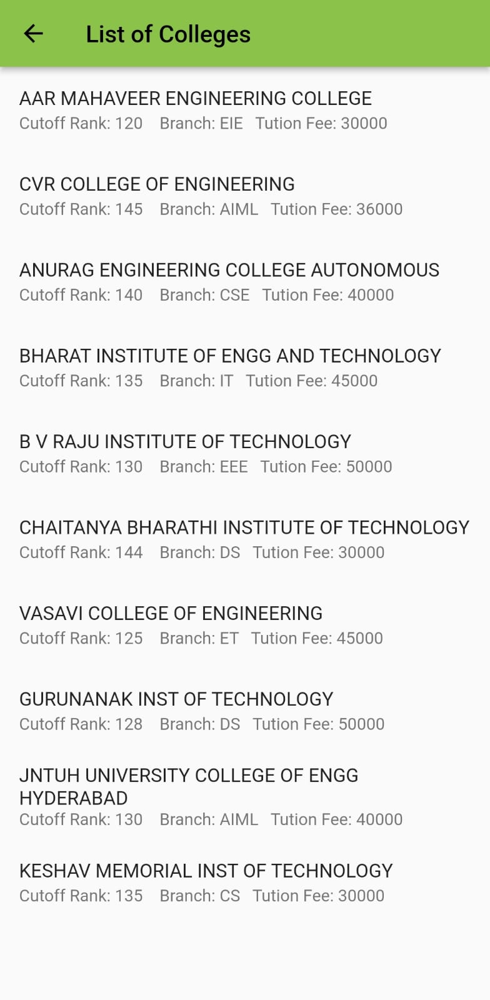 List of Colleges
AAR MAHAVEER ENGINEERING COLLEGE
Cutoff Rank: 120 Branch: EIE Tution Fee: 30000
CVR COLLEGE OF ENGINEERING
Cutoff Rank: 145 Branch: AIML Tution Fee: 36000
ANURAG ENGINEERING COLLEGE AUTONOMOUS
Cutoff Rank: 140 Branch: CSE Tution Fee: 40000
BHARAT INSTITUTE OF ENGG AND TECHNOLOGY
Cutoff Rank: 135 Branch: IT Tution Fee: 45000
B V RAJU INSTITUTE OF TECHNOLOGY
Cutoff Rank: 130 Branch: EEE Tution Fee: 50000
CHAITANYA BHARATHI INSTITUTE OF TECHNOLOGY
Cutoff Rank: 144 Branch: DS Tution Fee: 30000
VASAVI COLLEGE OF ENGINEERING
Cutoff Rank: 125 Branch: ET Tution Fee: 45000
GURUNANAK INST OF TECHNOLOGY
Cutoff Rank: 128 Branch: DS Tution Fee: 50000
JNTUH UNIVERSITY COLLEGE OF ENGG
HYDERABAD
Cutoff Rank: 130 Branch: AIML Tution Fee: 40000
KESHAV MEMORIAL INST OF TECHNOLOGY
Cutoff Rank: 135 Branch: CS Tution Fee: 30000